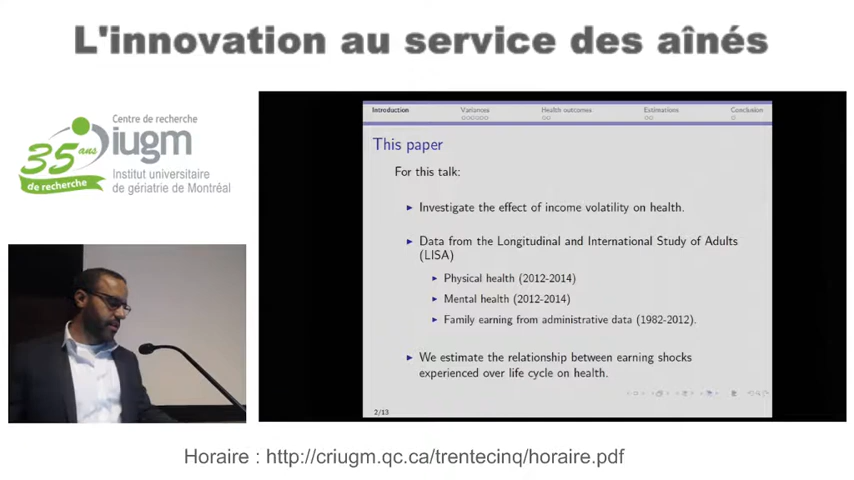 L'innovation au service des aînés
Centre de recherche
iugm
35 ans
de recherche
Institut universitaire
de gériatrie de Montréal
Introduction Variances Health outcomes Estimations Conclusion
This paper
For this talk:
Investigate the effect of income volatility on health.
Data from the Longitudinal and International Study of Adults
(LISA)
Physical health (2012-2014)
Mental health (2012-2014)
Family earning from administrative data (1982-2012).
We estimate the relationship between earning shocks
experienced over life cycle on health.
2/13
Horaire : http://criugm.qc.ca/trentecinq/horaire.pdf